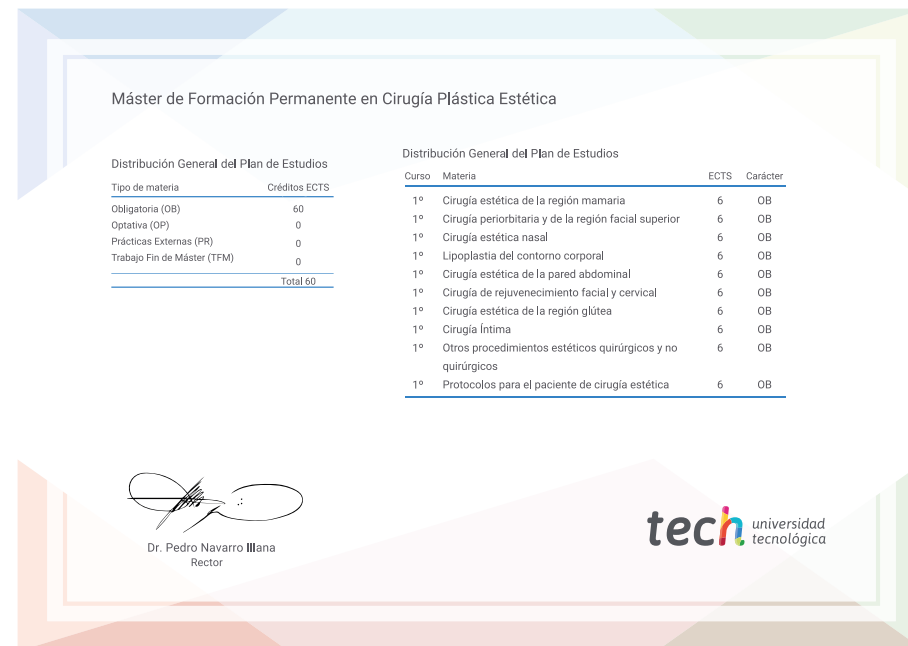 Máster de Formación Permanente en Cirugía Plástica Estética
Distribución General del Plan de Estudios
Tipo de materia Créditos ECTS
Obligatoria (OB) 60
Optativa (OP) 0
Prácticas Externas (PR) 0
Trabajo Fin de Máster (TFM) 0
Total 60
Distribución General del Plan de Estudios
Curso Materia ECTS Carácter
1º Cirugía estética de la región mamaria 6 OB
1º Cirugía periorbitaria y de la región facial superior 6 OB
1º Cirugía estética nasal 6 OB
1º Lipoplastia del contorno corporal 6 OB
1º Cirugía estética de la pared abdominal 6 OB
1º Cirugía de rejuvenecimiento facial y cervical 6 OB
1º Cirugía estética de la región glútea 6 OB
1º Cirugía Íntima 6 OB
1º Otros procedimientos estéticos quirúrgicos y no 6 OB
quirúrgicos
1º Protocolos para el paciente de cirugía estética 6 OB
Dr. Pedro Navarro Illana
Rector
tech universidad
tecnológica